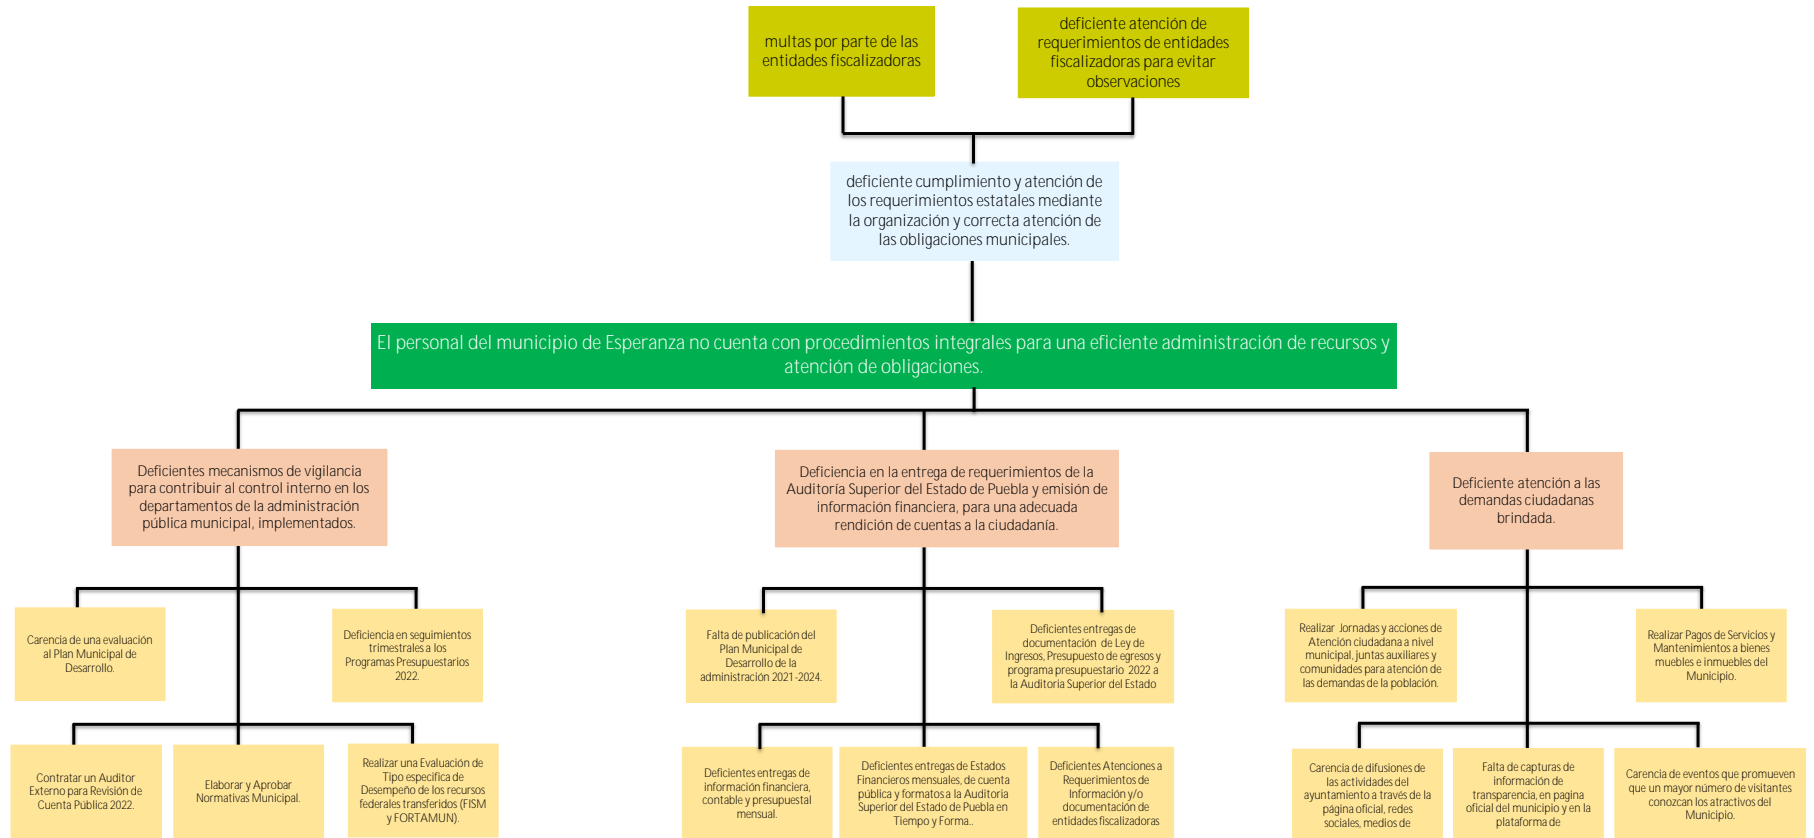 multas por parte de las
entidades fiscalizadoras
deficiente atención de
requerimientos de entidades
fiscalizadoras para evitar
observaciones
deficiente cumplimiento y atención de
los requerimientos estatales mediante
la organización y correcta atención de
las obligaciones municipales.
El personal del municipio de Esperanza no cuenta con procedimientos integrales para una eficiente administración de recursos y
atención de obligaciones.
Deficientes mecanismos de vigilancia
para contribuir al control interno en los
departamentos de la administración
pública municipal, implementados.
Deficiencia en la entrega de requerimientos de la
Auditoría Superior del Estado de Puebla y emisión de
información financiera, para una adecuada
rendición de cuentas a la ciudadanía.
Deficiente atención a las
demandas ciudadanas
brindada.
Carencia de una evaluación
al Plan Municipal de
Desarrollo.
Deficiencia en seguimientos
trimestrales a los
Programas Presupuestarios
2022.
Falta de publicación del
Plan Municipal de
Desarrollo de la
administración 2021-2024.
Deficientes entregas de
documentación de Ley de
Ingresos, Presupuesto de egresos y
programa presupuestario 2022 a
la Auditoria Superior del Estado
Realizar Jornadas y acciones de
Atención ciudadana a nivel
municipal, juntas auxiliares y
comunidades para atención de
las demandas de la población.
Realizar Pagos de Servicios y
Mantenimientos a bienes
muebles e inmuebles del
Municipio.
Contratar un Auditor
Externo para Revisión de
Cuenta Pública 2022.
Elaborar y Aprobar
Normativas Municipal.
Realizar una Evaluación de
Tipo especifica de
Desempeño de los recursos
federales transferidos (FISM
y FORTAMUN).
Deficientes entregas de
información financiera,
contable y presupuestal
mensual.
Deficientes entregas de Estados
Financieros mensuales, de cuenta
pública y formatos a la Auditoria
Superior del Estado de Puebla en
Tiempo y Forma..
Deficientes Atenciones a
Requerimientos de
Información y/o
documentación de
entidades fiscalizadoras
Carencia de difusiones de
las actividades del
ayuntamiento a través de la
página oficial, redes
sociales, medios de
Falta de capturas de
información de
transparencia, en pagina
oficial del municipio y en la
plataforma de
Carencia de eventos que promueven
que un mayor número de visitantes
conozcan los atractivos del
Municipio.